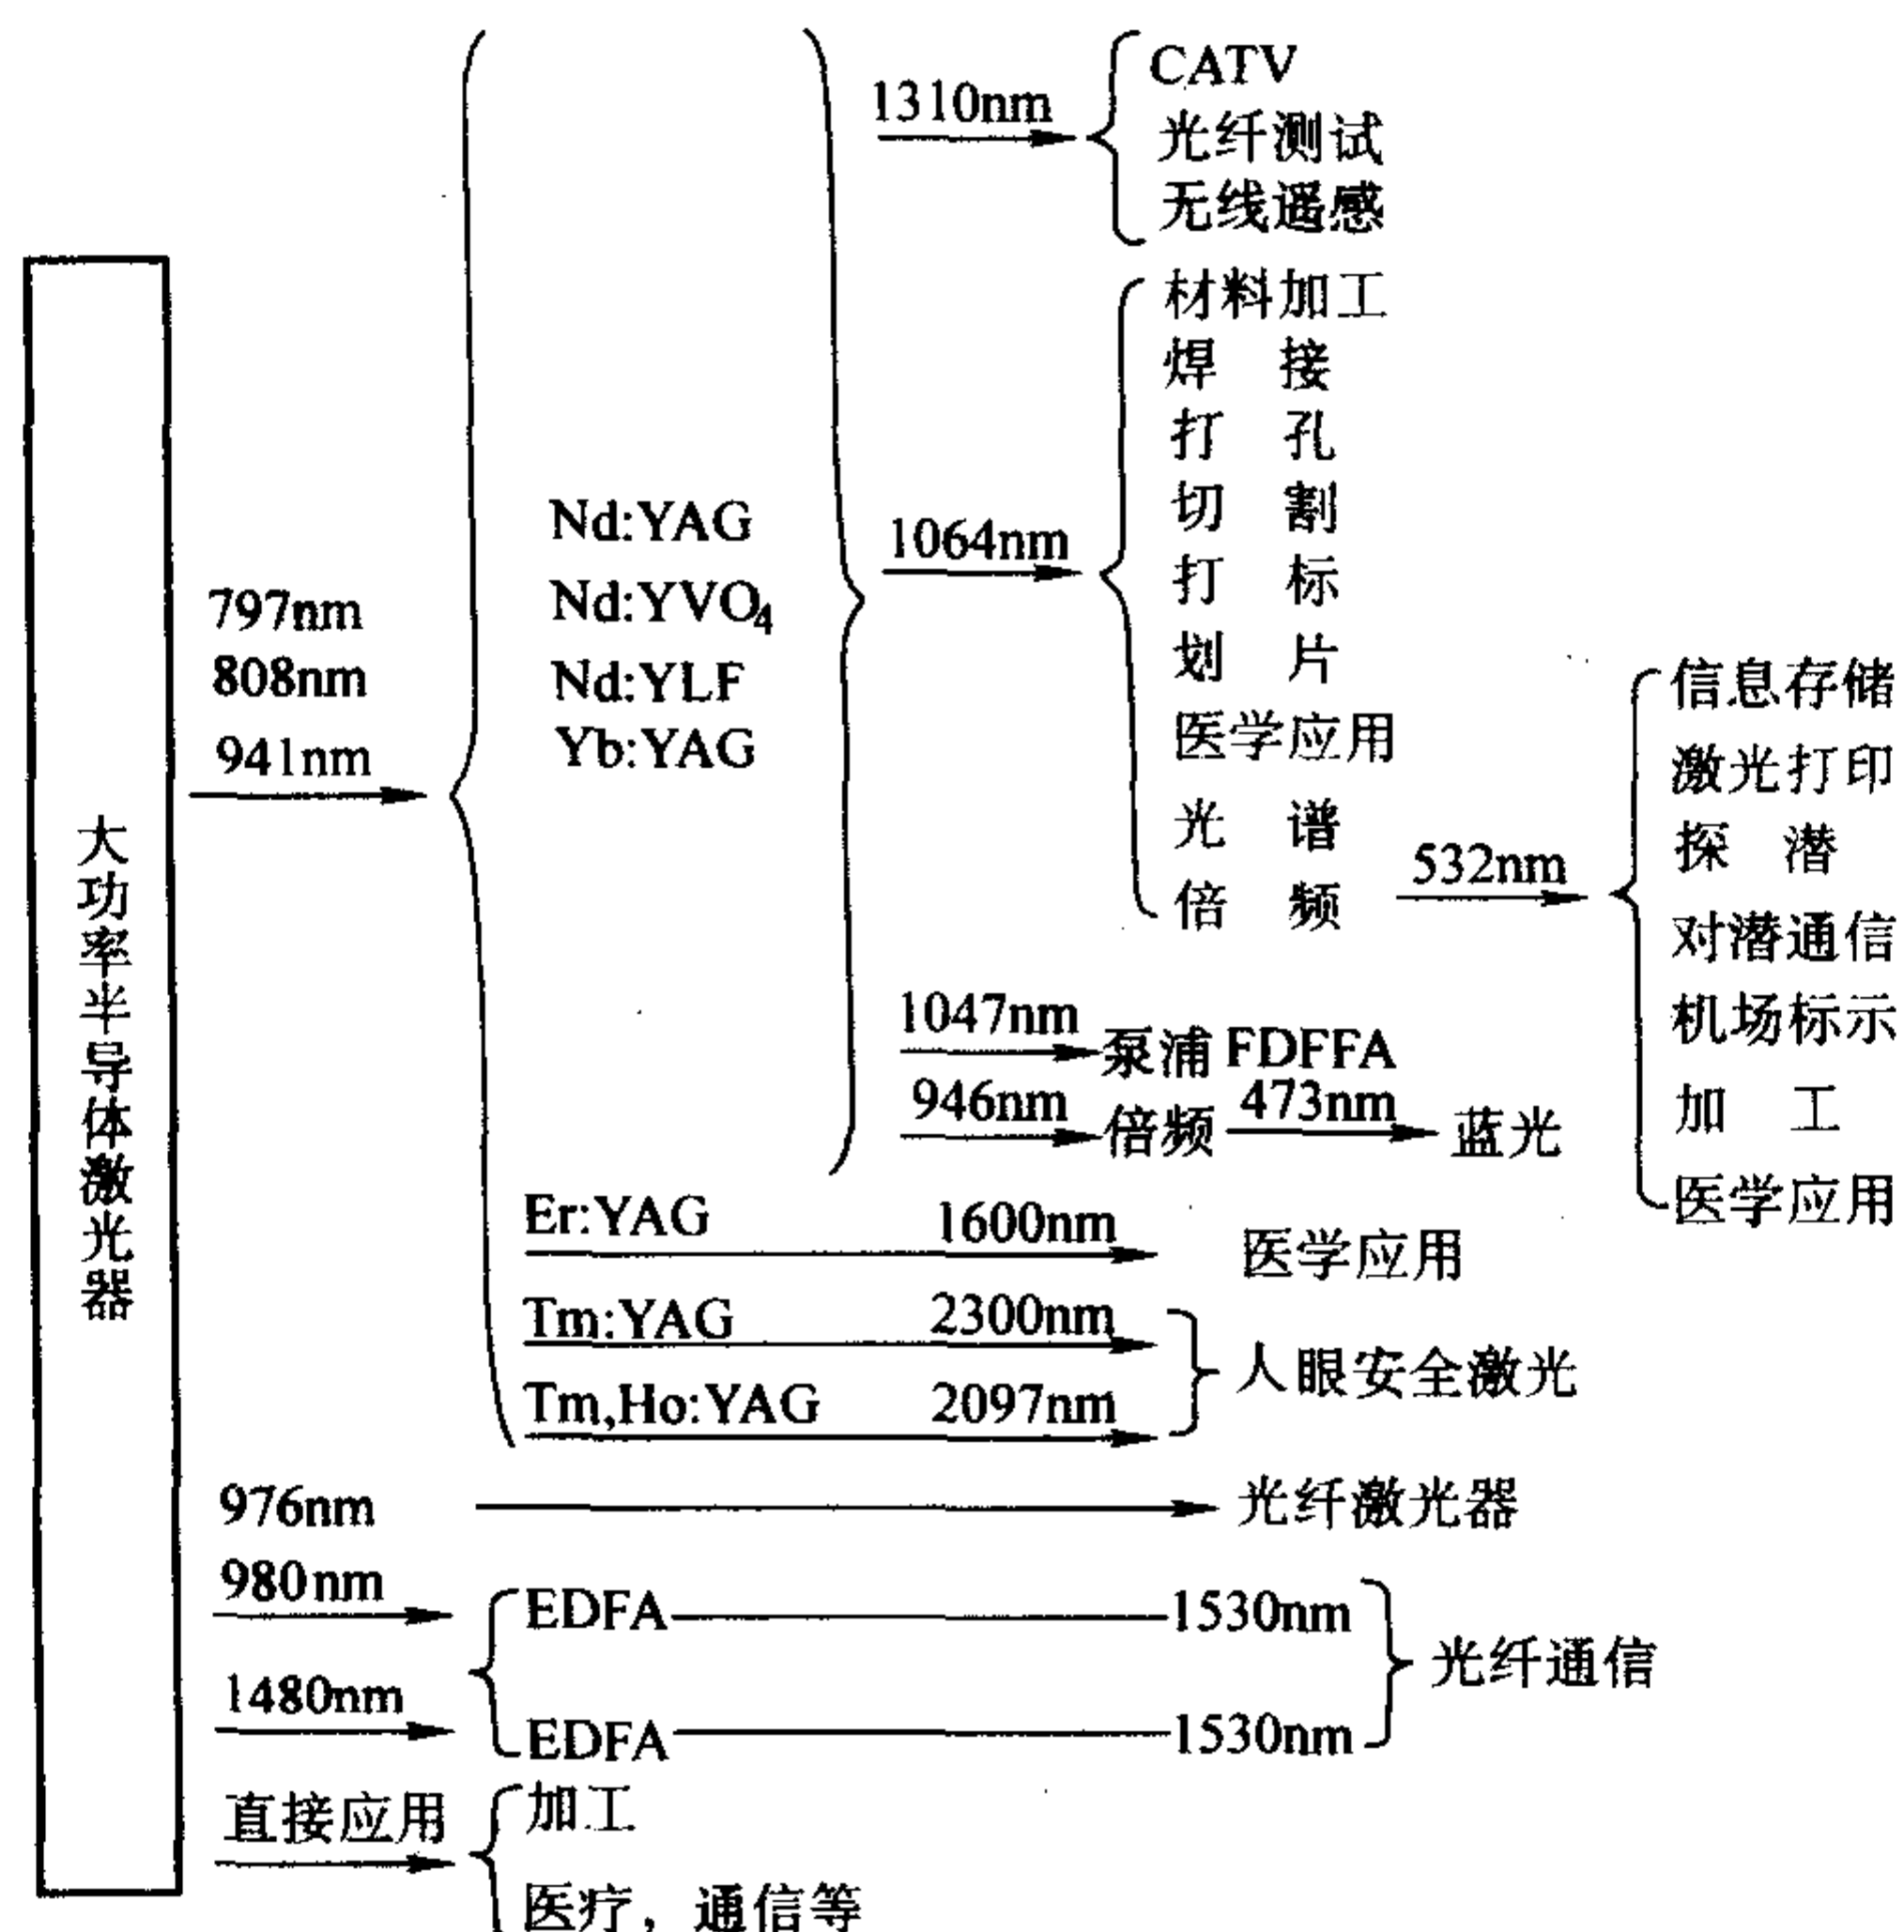 大功率半导体激光器
797nm
808nm
941nm
Nd:YAG
Nd:YVO₄
Nd:YLF
Yb:YAG
1310nm
CATV
光纤测试
无线遥感
1064nm
材料加工
焊 接
打 孔
切 割
打 标
划 片
医学应用
光 谱
倍 频
532nm
信息存储
激光打印
探 潜
对潜通信
机场标示
加 工
医学应用
1047nm
泵浦 FDFFA
946nm
倍频
473nm
蓝光
Er:YAG 1600nm
医学应用
Tm:YAG 2300nm
Tm,Ho:YAG 2097nm
人眼安全激光
976nm
光纤激光器
980nm
EDFA 1530nm
1480nm
EDFA 1530nm
光纤通信
直接应用
加工
医疗，通信等